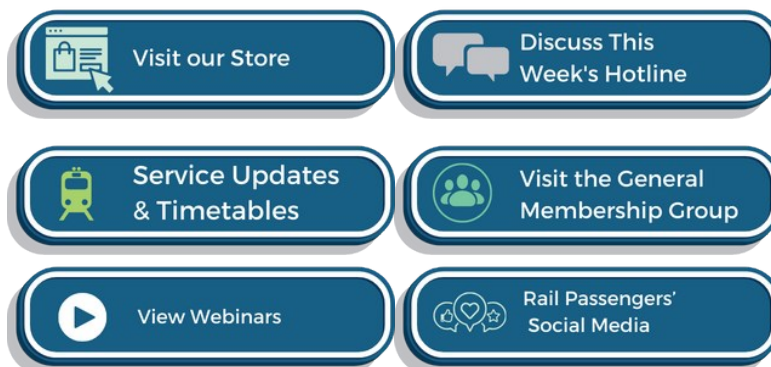 Visit our Store
Discuss This
Week's Hotline
Service Updates
& Timetables
Visit the General
Membership Group
View Webinars
Rail Passengers’
Social Media